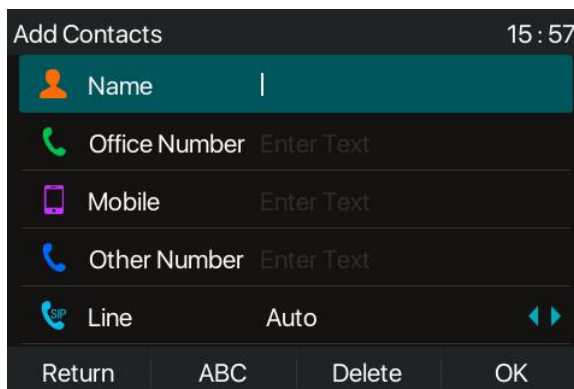 Add Contacts 15:57
Name
Office Number Enter Text
Mobile Enter Text
Other Number Enter Text
SIP Line Auto
Return ABC Delete OK